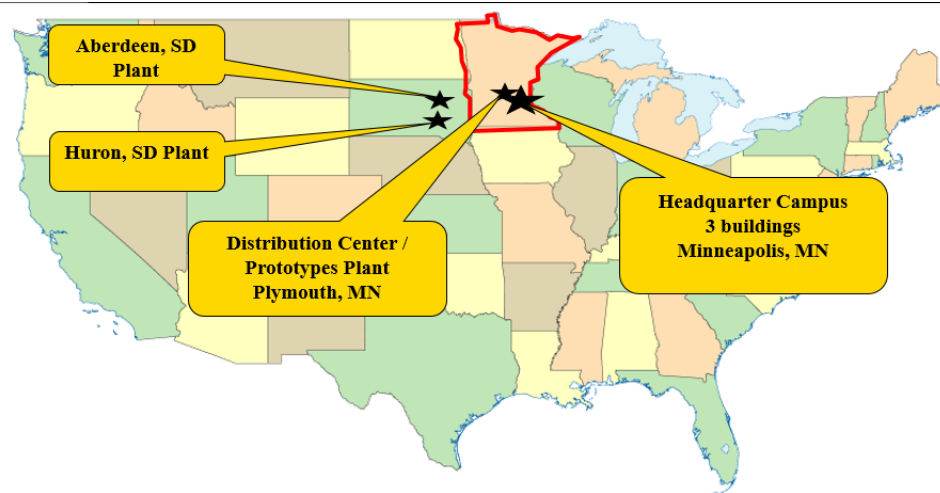 Aberdeen, SD
Plant
Huron, SD Plant
Distribution Center /
Prototypes Plant
Plymouth, MN
Headquarter Campus
3 buildings
Minneapolis, MN